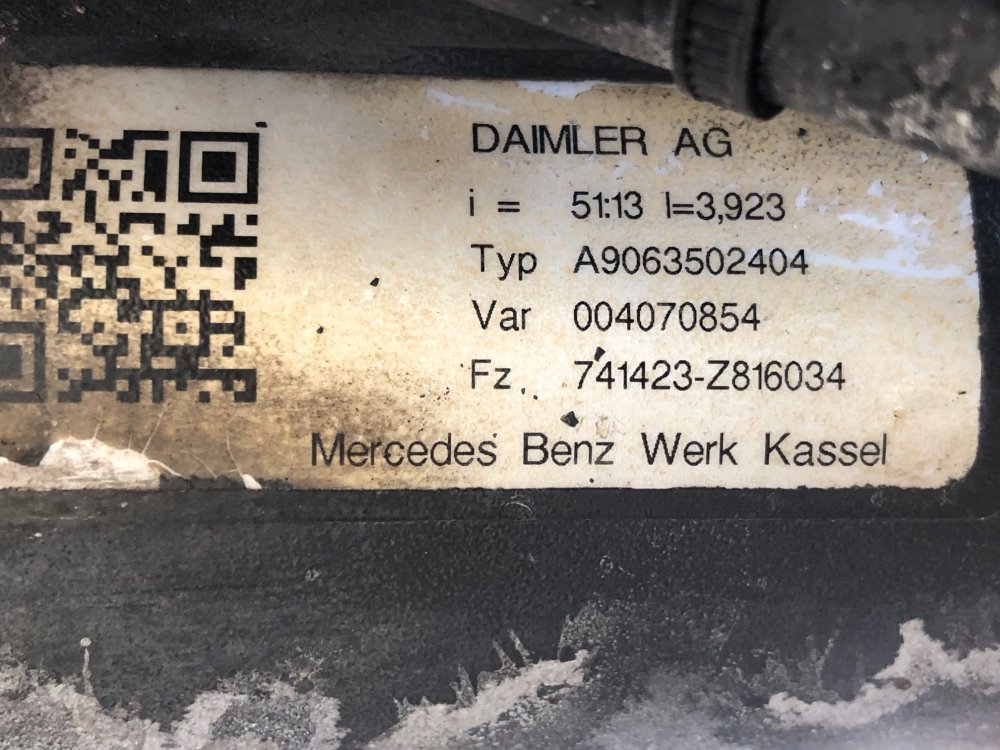 DAIMLER AG
i = 51:13 I=3,923
Typ A9063502404
Var 004070854
Fz. 741423-Z816034
Mercedes Benz Werk Kassel